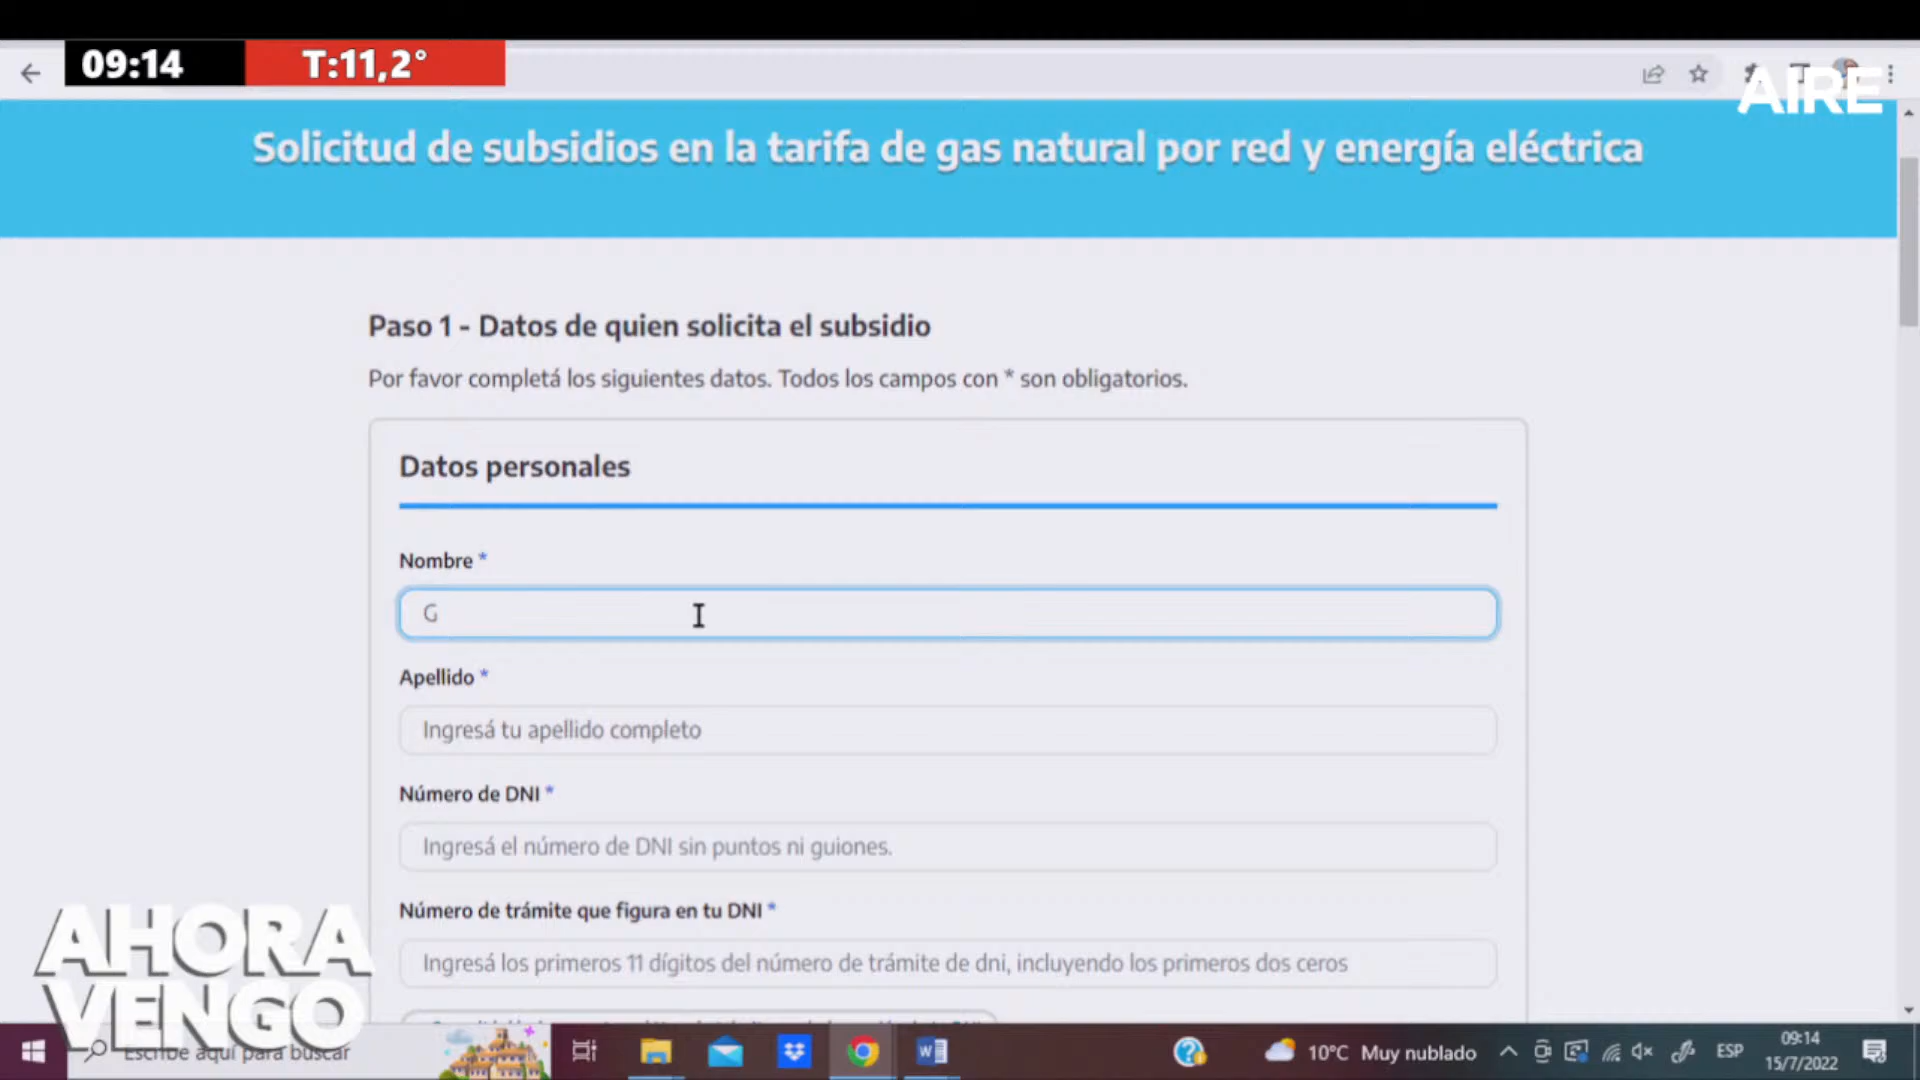 09:14
T:11,2°
AIRE
Solicitud de subsidios en la tarifa de gas natural por red y energía eléctrica
Paso 1 - Datos de quien solicita el subsidio
Por favor completá los siguientes datos. Todos los campos con * son obligatorios.
Datos personales
Nombre *
G
Apellido *
Ingresá tu apellido completo
Número de DNI *
Ingresá el número de DNI sin puntos ni guiones.
Número de trámite que figura en tu DNI *
Ingresá los primeros 11 dígitos del número de trámite de dni, incluyendo los primeros dos ceros
AHORA
VENGO
Escribe aquí para buscar
10°C Muy nublado
ESP
09:14
15/7/2022